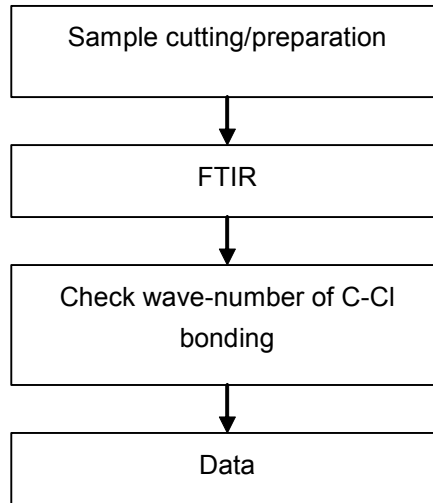 Sample cutting/preparation
FTIR
Check wave-number of C-Cl
bonding
Data